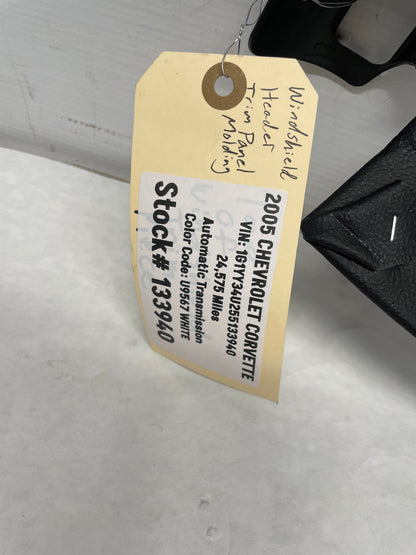 Windshield
Header
Trim Panel
Molding
2005 CHEVROLET CORVETTE
VIN: 1G1YY34U255133940
24,575 Miles
Automatic Transmission
Color Code: U9567 WHITE
Stock# 133940